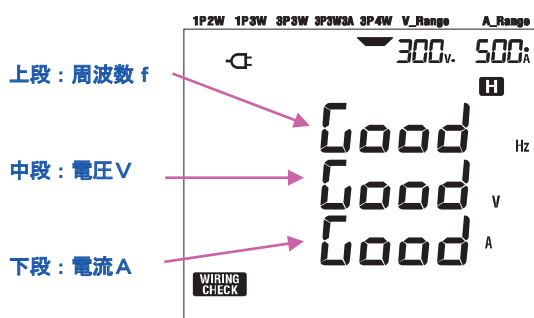 1P2W 1P3W 3P3W 3P3W3A 3P4W V_Range A_Range
300V. 500A
H
上段：周波数 f
Good Hz
中段：電圧V
Good V
下段：電流A
Good A
WIRING
CHECK